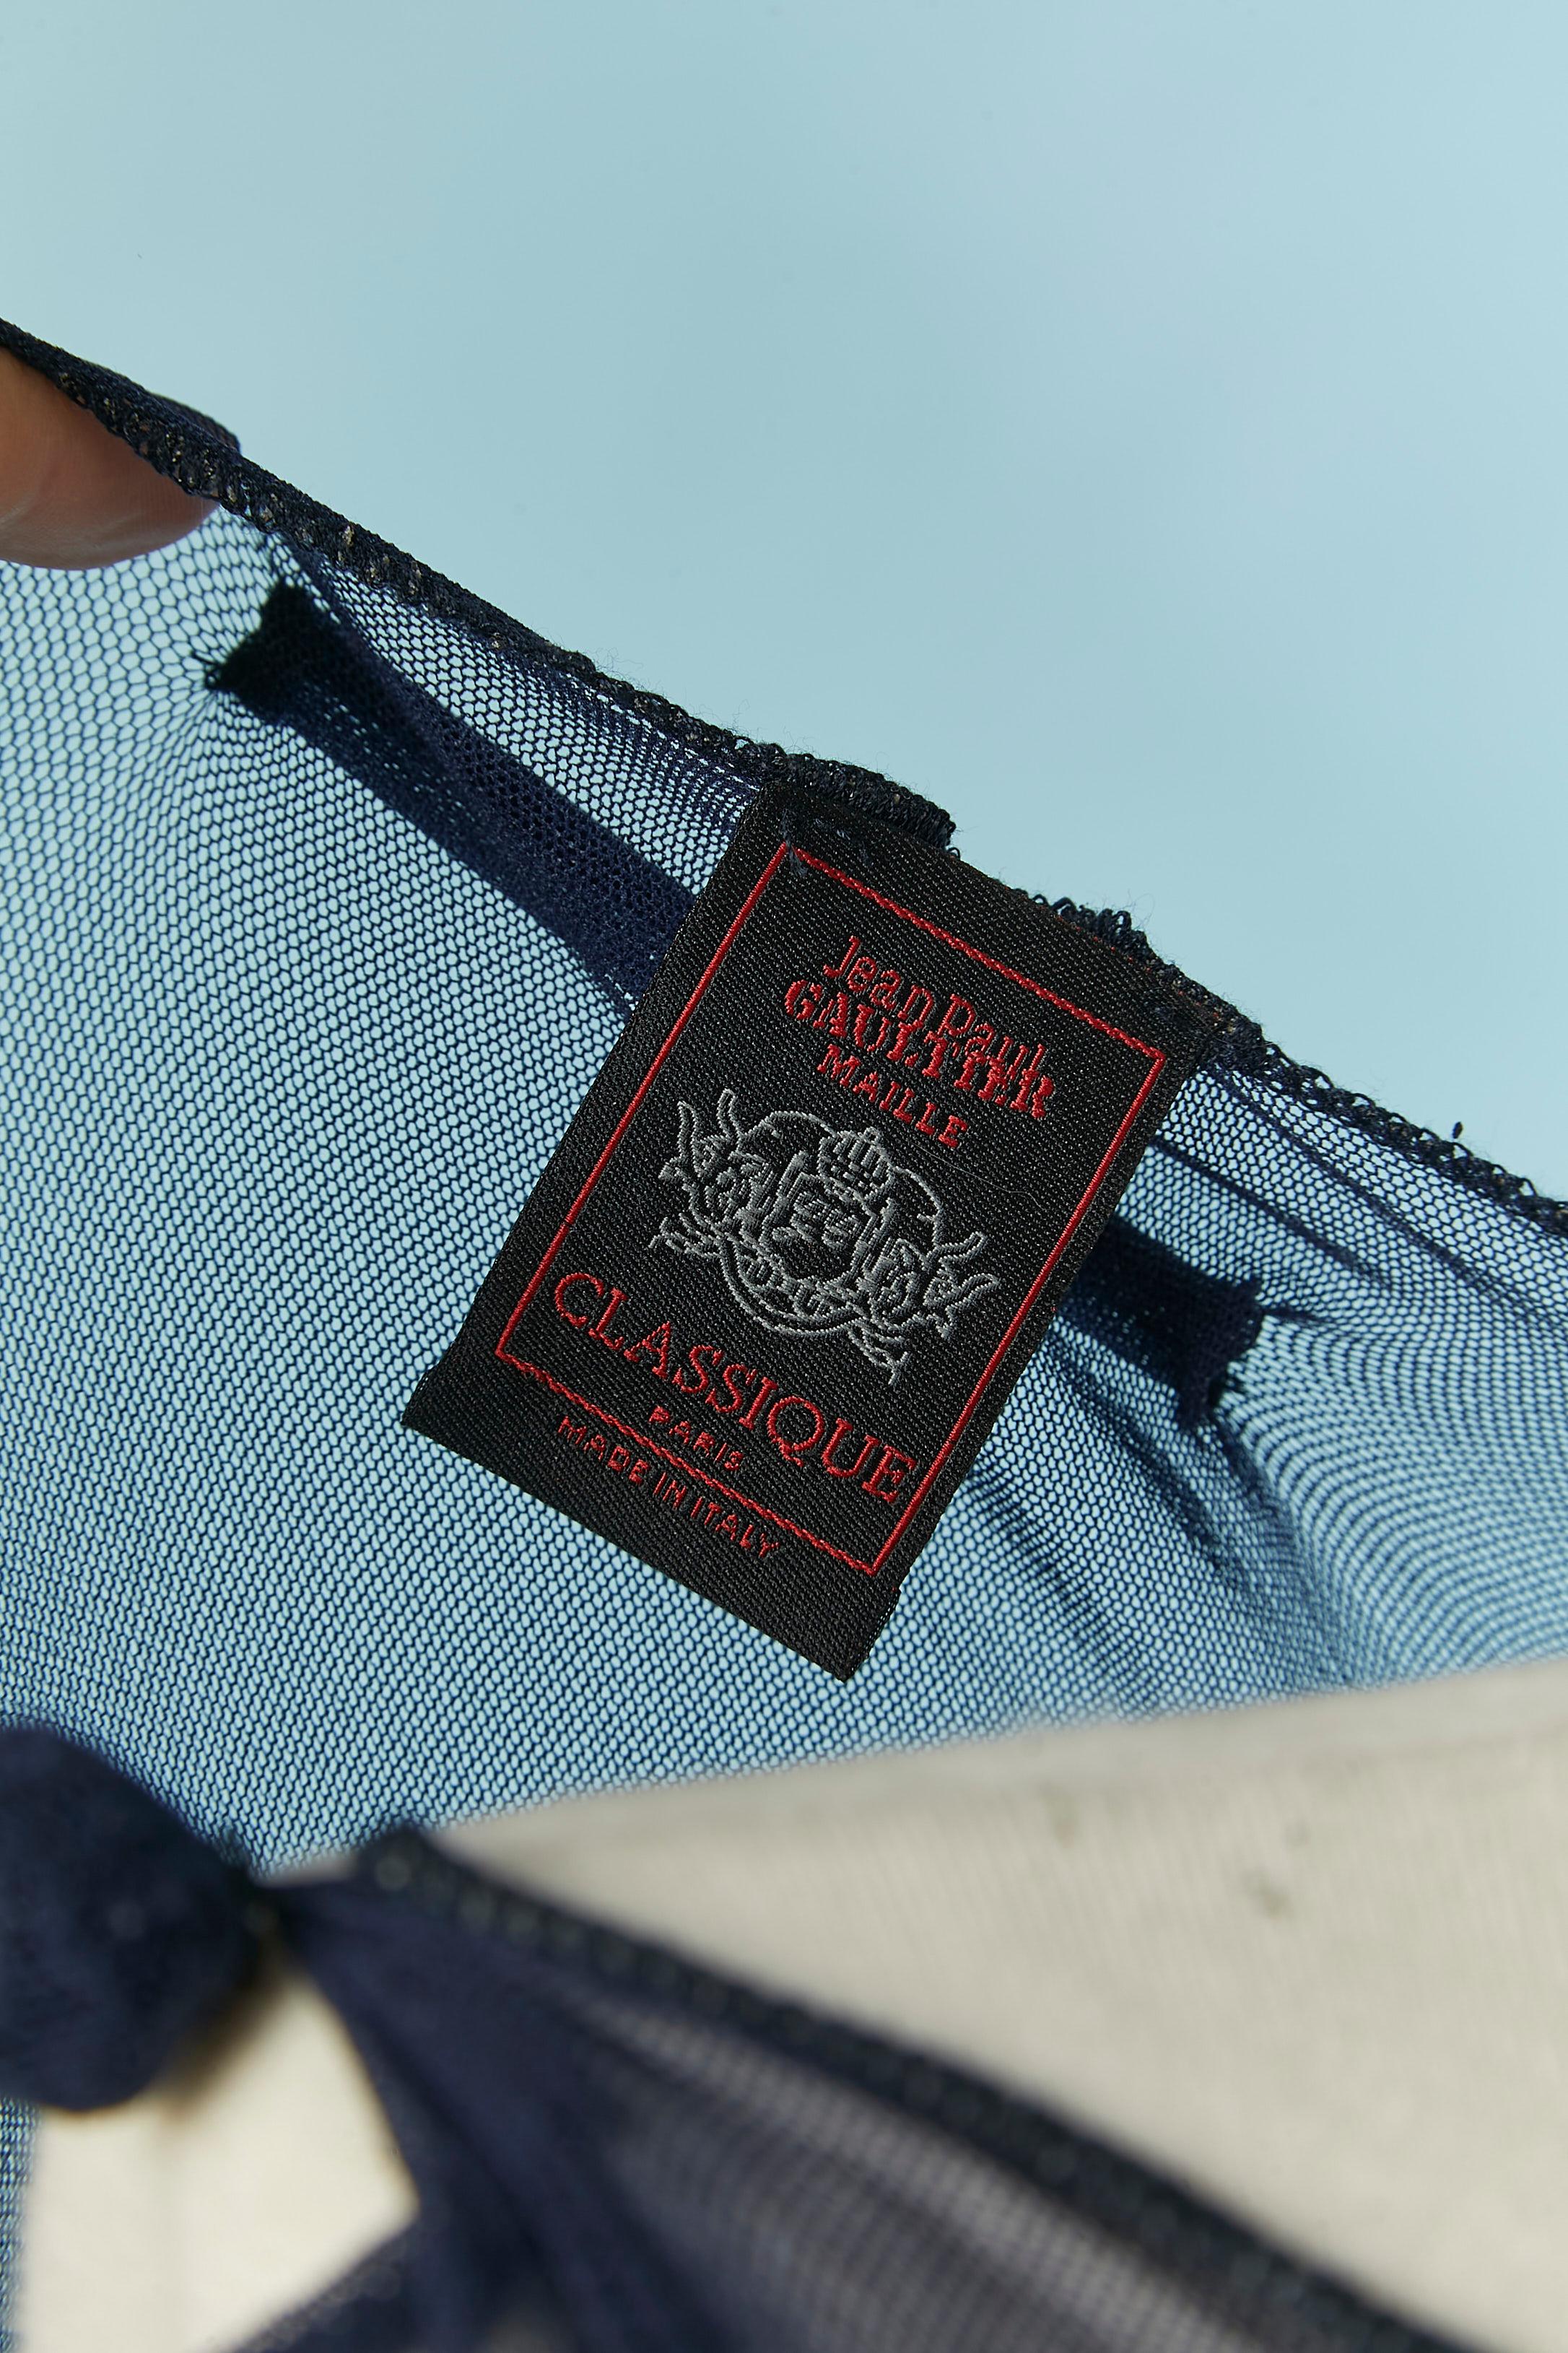 Jean Paul
GAULTIER
MAILLE
CLASSIQUE
PARIS
MADE IN ITALY